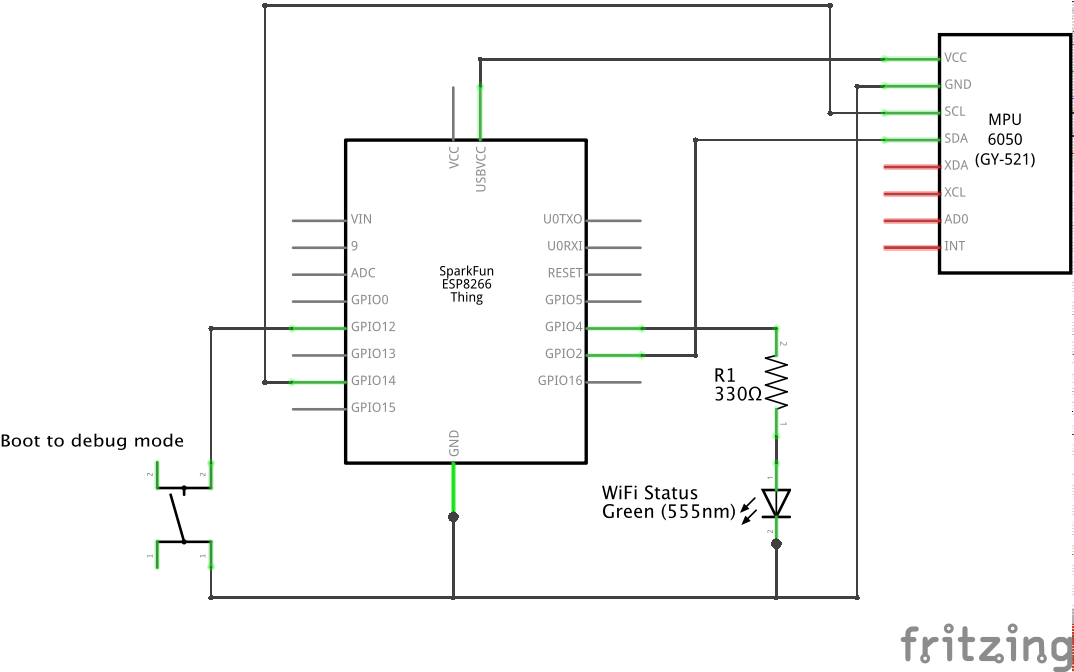 VCC
GND
SCL
SDA
XDA
XCL
AD0
INT
MPU
6050
(GY-521)
VCC
USBVCC
VIN
9
ADC
GPIO0
GPIO12
GPIO13
GPIO14
GPIO15
SparkFun
ESP8266
Thing
U0TXO
U0RXI
RESET
GPIO5
GPIO4
GPIO2
GPIO16
GND
2
R1
330Ω
1
Boot to debug mode
2
2
1
1
1
WiFi Status
Green (555nm)
2
fritzing